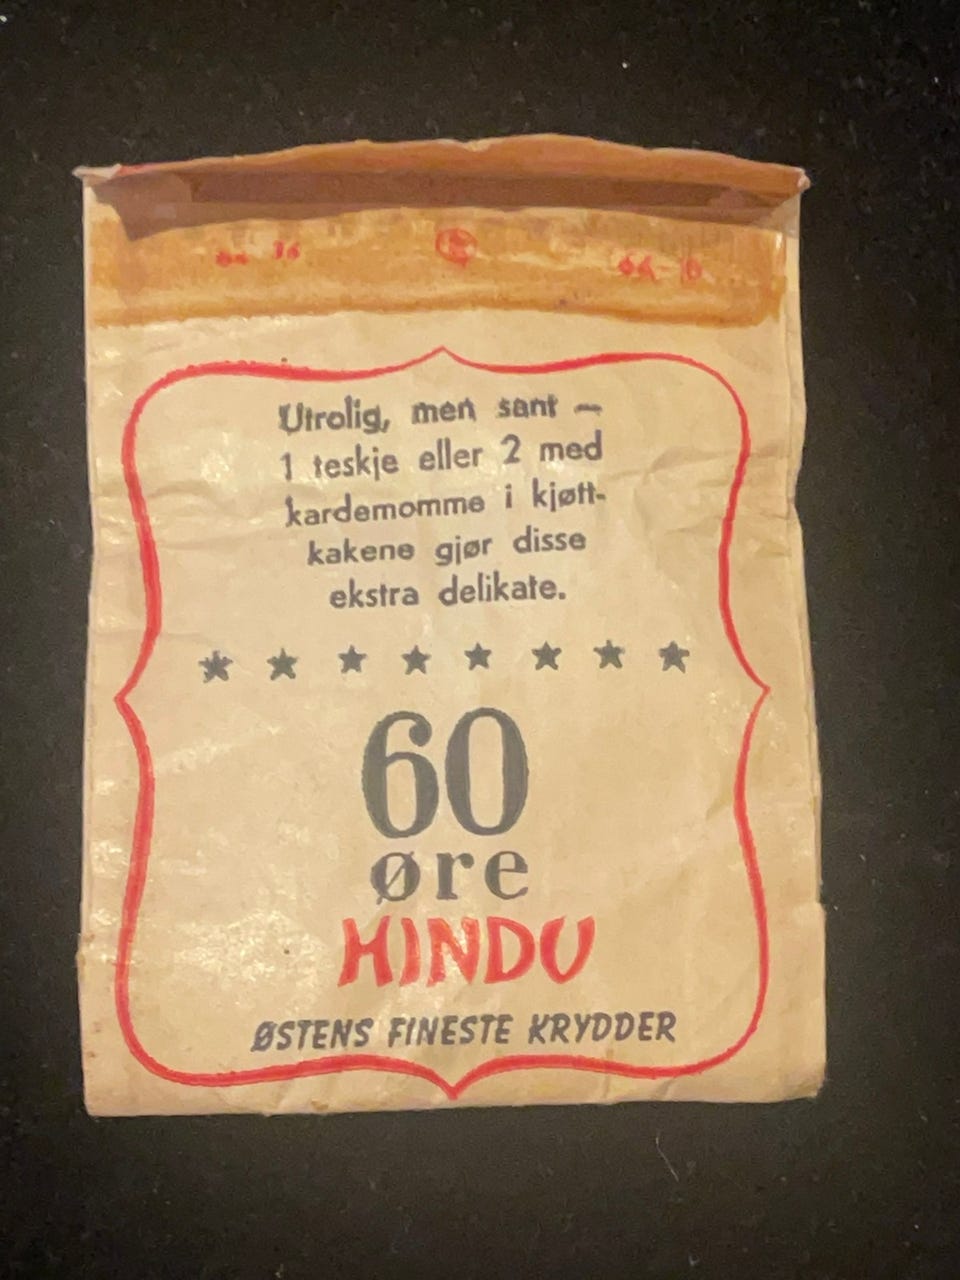 Utrolig, men sant –
1 teskje eller 2 med
kardemomme i kjøtt-
kakene gjør disse
ekstra delikate.
60
øre
HINDU
ØSTENS FINESTE KRYDDER